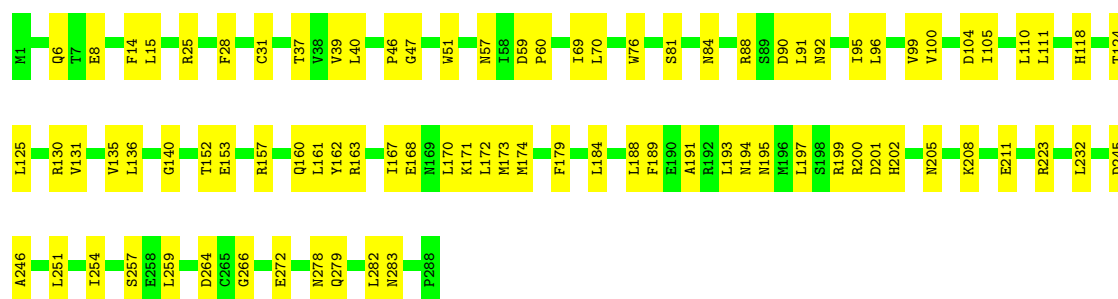 M1 Q6 T7 E8 F14 L15 R25 F28 C31 T37 V38 V39 L40 P46 G47 W51 N57 I58 D59 P60 I69 L70 W76 S81 N84 R88 S89 D90 L91 N92 I95 L96 V99 V100 D104 I105 L110 L111 H118 T124
L125 R130 V131 V135 L136 G140 T152 E153 R157 Q160 L161 Y162 R163 I167 E168 N169 L170 K171 L172 M173 M174 F179 L184 L188 F189 E190 A191 R192 L193 N194 N195 M196 L197 S198 R199 R200 D201 H202 N205 K208 E211 R223 L232 D245
A246 L251 I254 S257 E258 L259 D264 C265 G266 E272 N278 Q279 L282 N283 P288